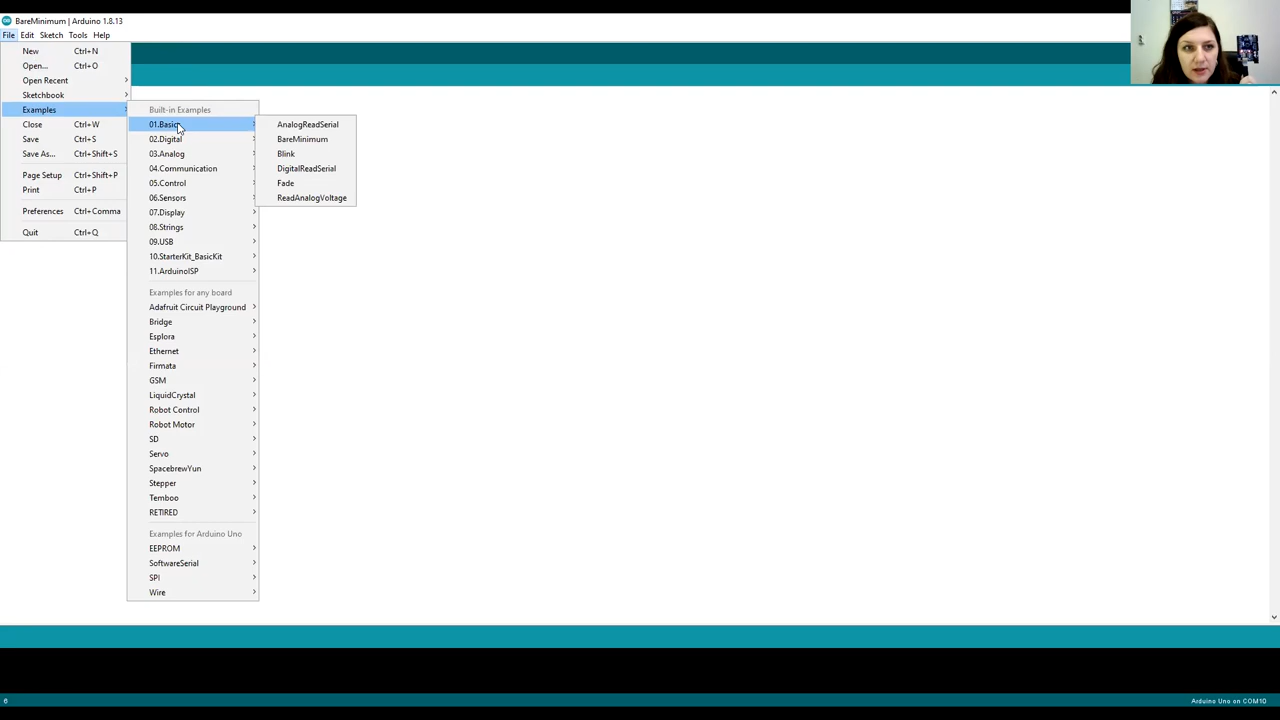 BareMinimum | Arduino 1.8.13
File Edit Sketch Tools Help
New Ctrl+N
Open... Ctrl+O
Open Recent
Sketchbook
Examples
Close Ctrl+W
Save Ctrl+S
Save As... Ctrl+Shift+S
Page Setup Ctrl+Shift+P
Print Ctrl+P
Preferences Ctrl+Comma
Quit Ctrl+Q
Built-in Examples
01.Basics
02.Digital
03.Analog
04.Communication
05.Control
06.Sensors
07.Display
08.Strings
09.USB
10.StarterKit_BasicKit
11.ArduinoISP
Examples for any board
Adafruit Circuit Playground
Bridge
Esplora
Ethernet
Firmata
GSM
LiquidCrystal
Robot Control
Robot Motor
SD
Servo
SpacebrewYun
Stepper
Temboo
RETIRED
Examples for Arduino Uno
EEPROM
SoftwareSerial
SPI
Wire
AnalogReadSerial
BareMinimum
Blink
DigitalReadSerial
Fade
ReadAnalogVoltage
6
Arduino Uno on COM10